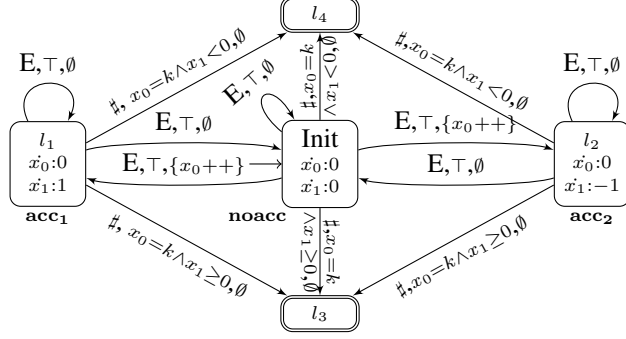 l₄
♯, x₀=k∧x₁<0,∅
♯,x₀=k
∧x₁<0,∅
♯,x₀=k∧x₁<0,∅
E,⊤,∅
E,⊤,∅
E,⊤,∅
l₁
ẋ₀:0
ẋ₁:1
acc₁
E,⊤,∅
E,⊤,{x₀++}
Init
ẋ₀:0
ẋ₁:0
noacc
E,⊤,{x₀++}
E,⊤,∅
l₂
ẋ₀:0
ẋ₁:−1
acc₂
♯, x₀=k∧x₁≥0,∅
♯,x₀=k
∧x₁≥0,∅
♯,x₀=k∧x₁≥0,∅
l₃